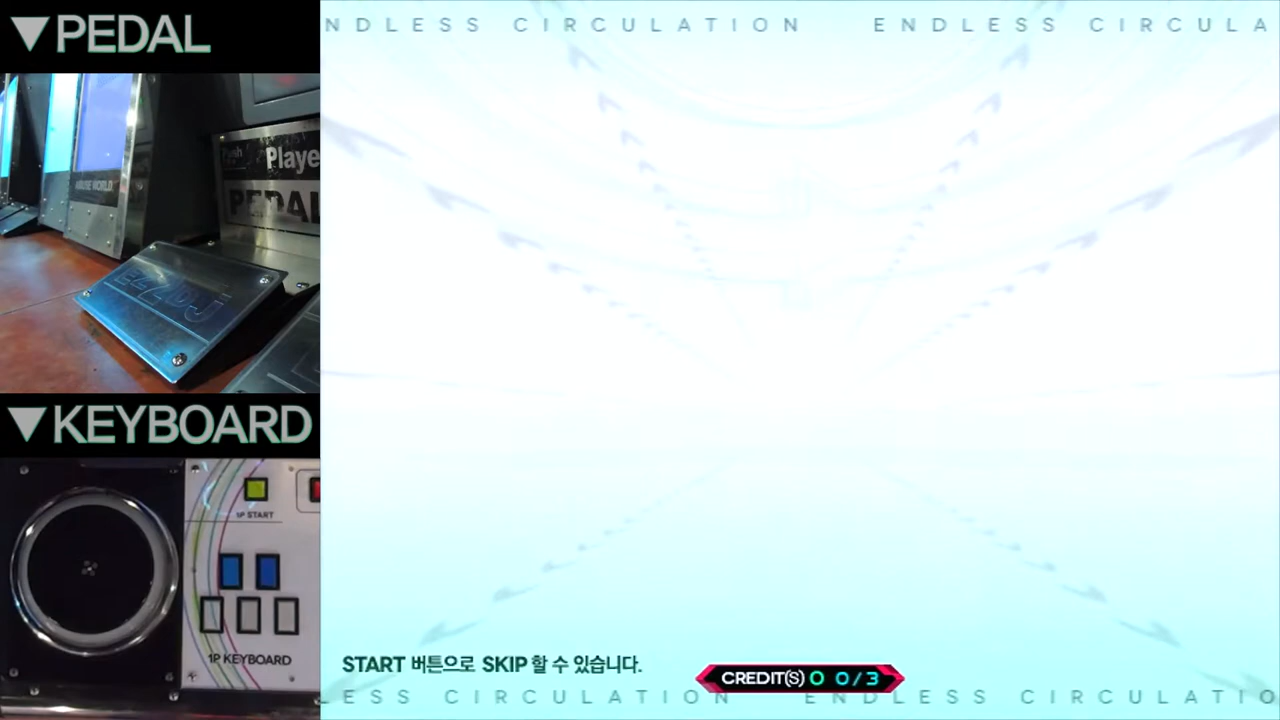 ▼PEDAL
Push
Playe
PEDAL
EZ2DJ
▼KEYBOARD
1P START
1P KEYBOARD
NDLESS CIRCULATION ENDLESS CIRCULA
START 버튼으로 SKIP 할 수 있습니다.
CREDIT(S) 0 0/3
LESS CIRCULATION ENDLESS CIRCULATIO